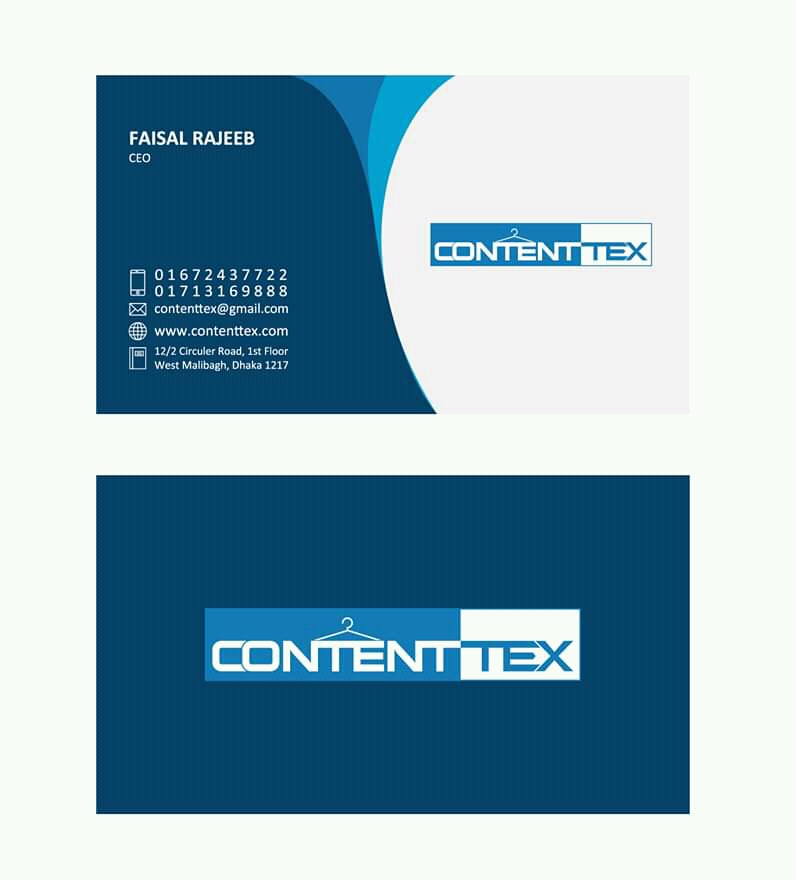 FAISAL RAJEEB
CEO
01672437722
01713169888
contenttex@gmail.com
www.contenttex.com
12/2 Circuler Road, 1st Floor
West Malibagh, Dhaka 1217
CONTENTTEX
CONTENTTEX